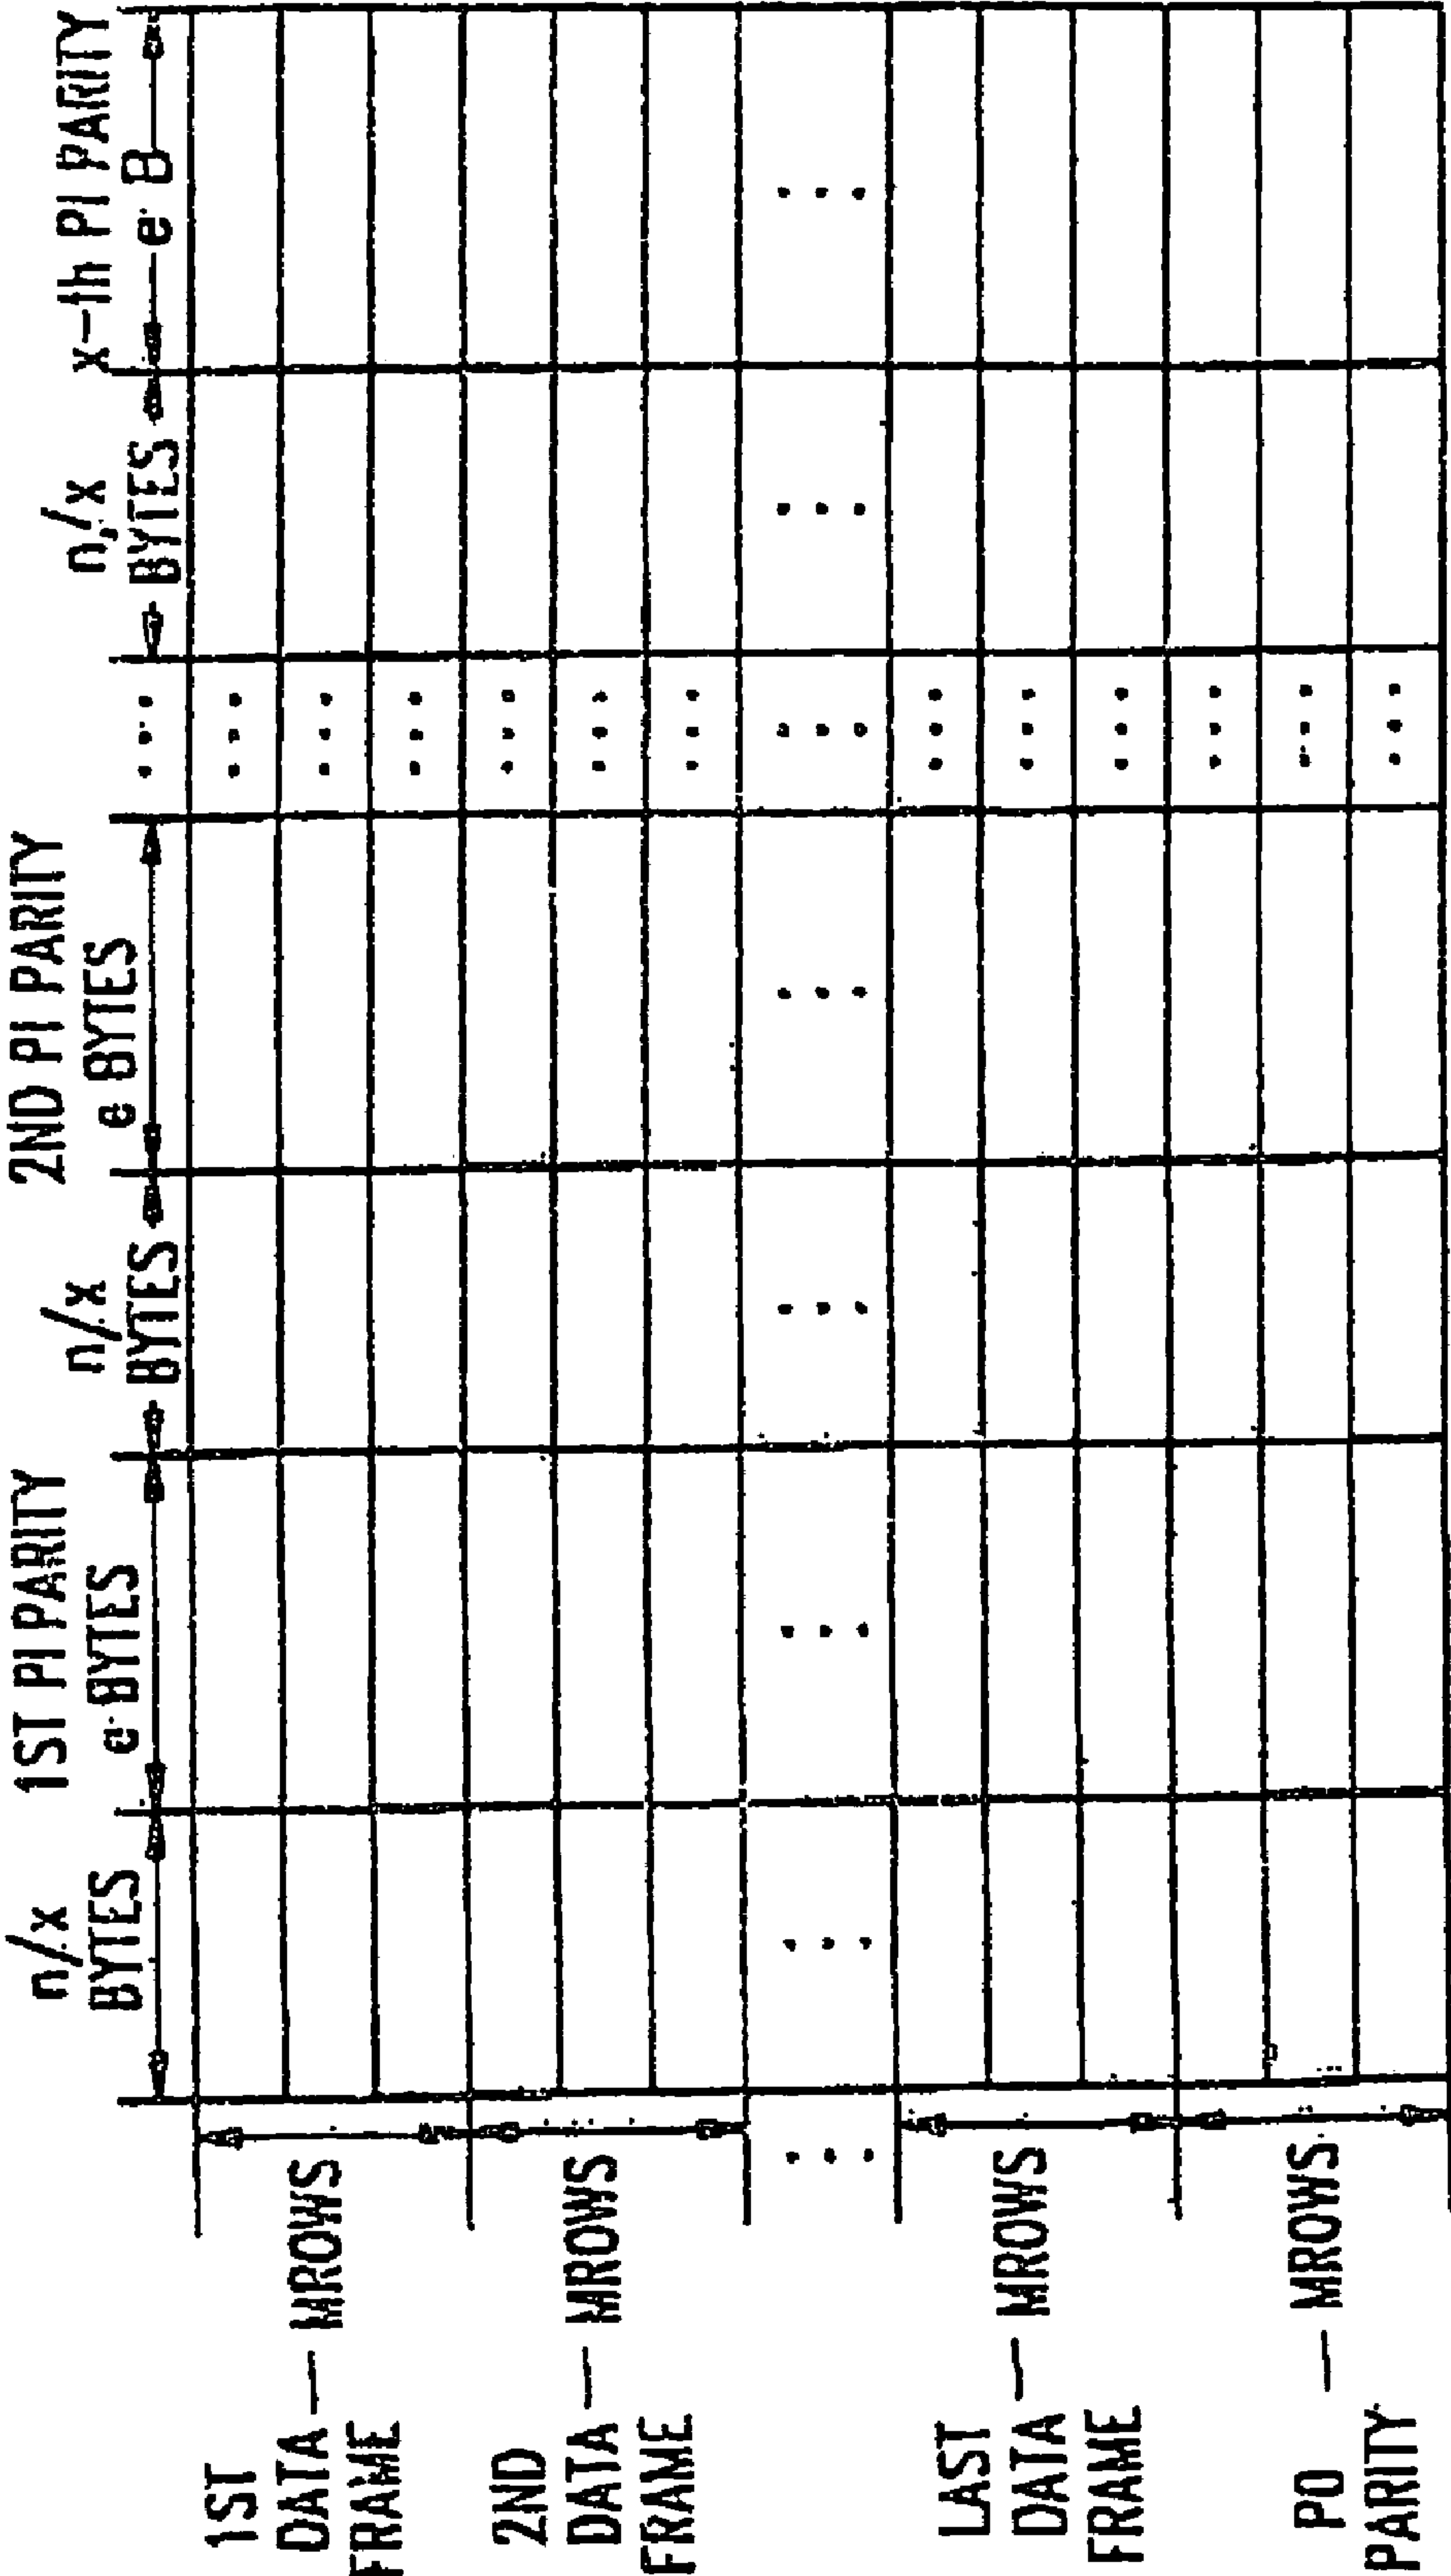 n/x
BYTES
1ST PI PARITY
e BYTES
n/x
BYTES
2ND PI PARITY
e BYTES
...
n/x
BYTES
x-th PI PARITY
e B
1ST
DATA — MROWS
FRAME
2ND
DATA — MROWS
FRAME
LAST
DATA — MROWS
FRAME
PO — MROWS
PARITY